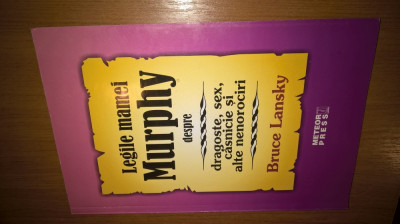 Legile mamei
Murphy
despre
dragoste, sex,
căsnicie și
alte nenorociri
Bruce Lansky
METEOR
PRESS